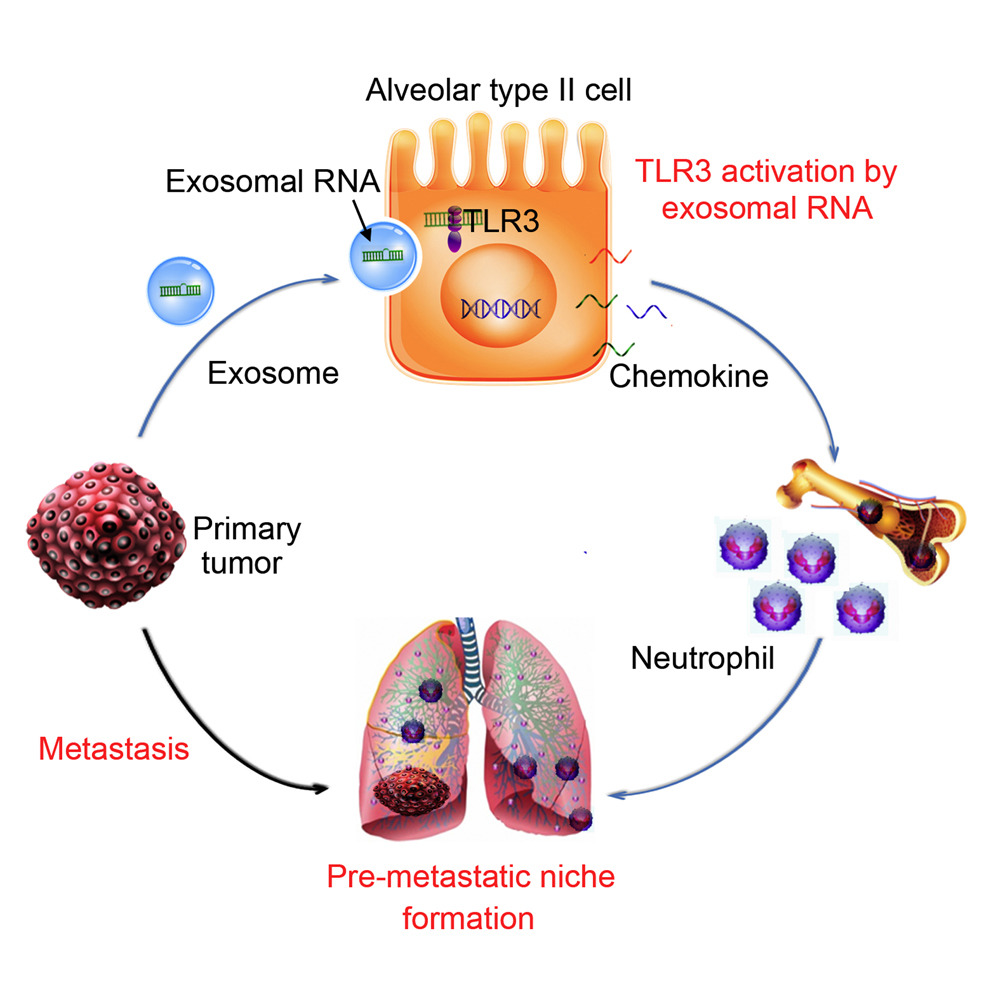 Alveolar type II cell
Exosomal RNA
TLR3 activation by
exosomal RNA
TLR3
Exosome
Chemokine
Primary
tumor
Neutrophil
Metastasis
Pre-metastatic niche
formation